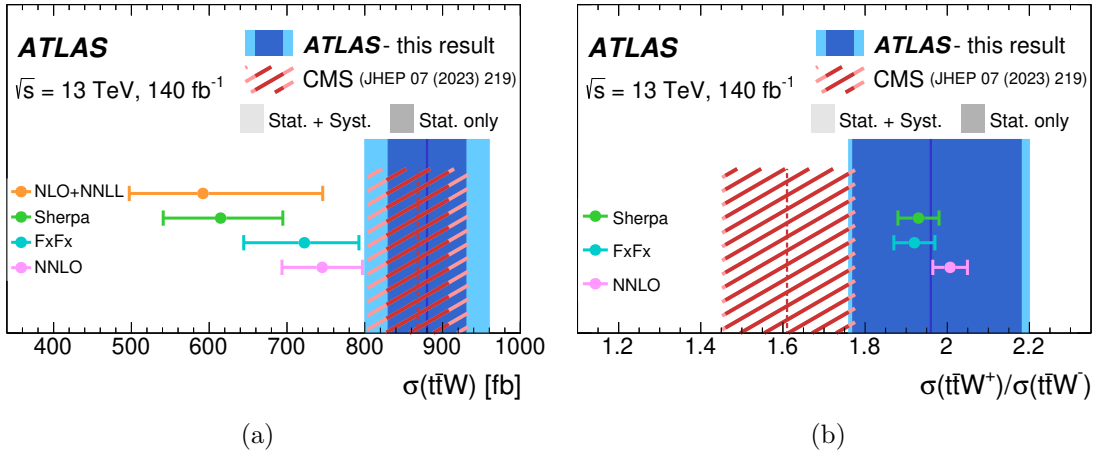 ATLAS
√s = 13 TeV, 140 fb⁻¹
ATLAS - this result
CMS (JHEP 07 (2023) 219)
Stat. + Syst.
Stat. only
NLO+NNLL
Sherpa
FxFx
NNLO
400 500 600 700 800 900 1000
σ(tt̄W) [fb]
(a)
ATLAS
√s = 13 TeV, 140 fb⁻¹
ATLAS - this result
CMS (JHEP 07 (2023) 219)
Stat. + Syst.
Stat. only
Sherpa
FxFx
NNLO
1.2 1.4 1.6 1.8 2 2.2
σ(tt̄W⁺)/σ(tt̄W⁻)
(b)